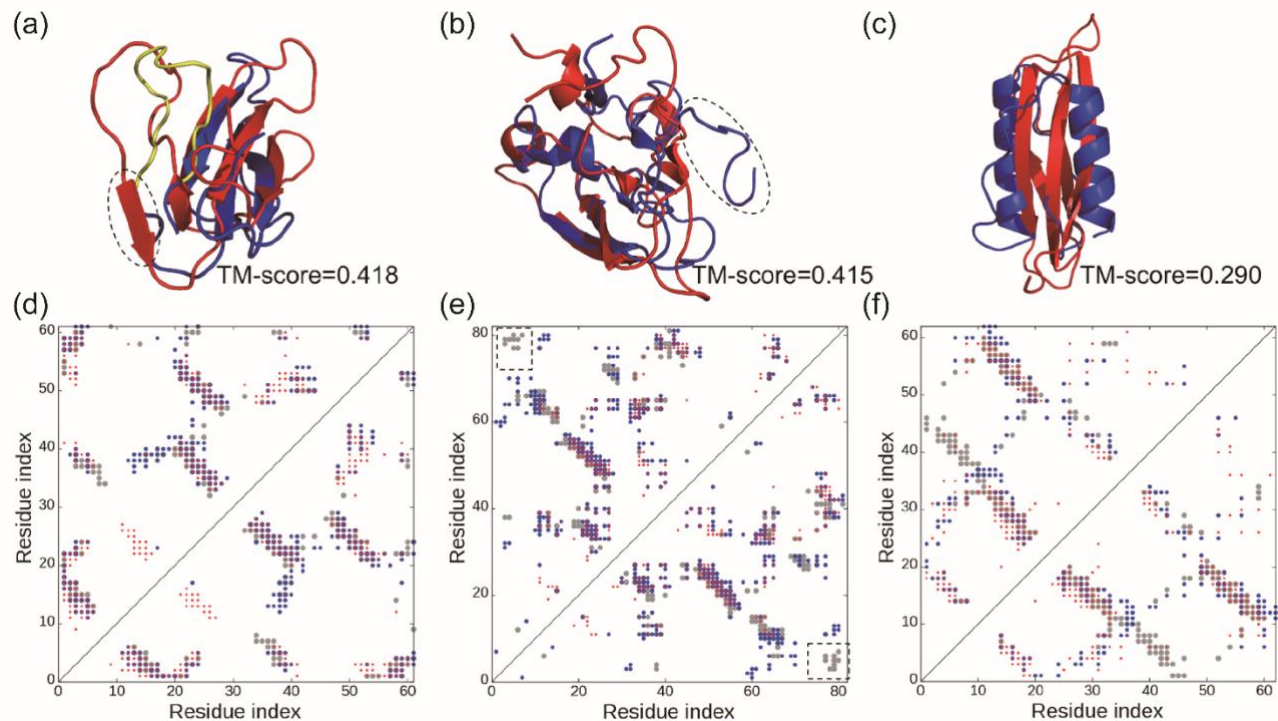 (a)
(b)
(c)
TM-score=0.418
TM-score=0.415
TM-score=0.290
(d)
(e)
(f)
60
50
40
30
20
10
0
Residue index
0 10 20 30 40 50 60
Residue index
80
60
40
20
0
Residue index
0 20 40 60 80
Residue index
60
50
40
30
20
10
0
Residue index
0 10 20 30 40 50 60
Residue index